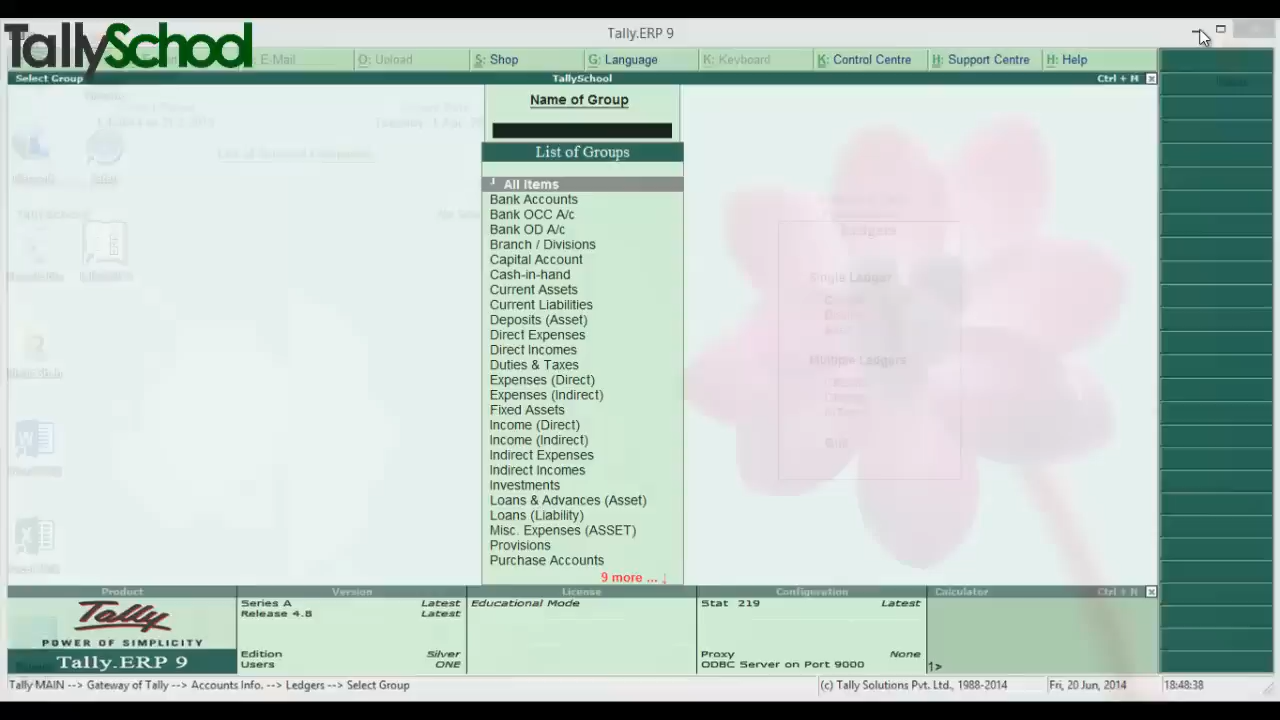 TallySchool
Tally.ERP 9
E-Mail
O: Upload
S: Shop
G: Language
K: Keyboard
K: Control Centre
H: Support Centre
H: Help
Select Group
TallySchool
Ctrl + N
Name of Group
List of Groups
All Items
Bank Accounts
Bank OCC A/c
Bank OD A/c
Branch / Divisions
Capital Account
Cash-in-hand
Current Assets
Current Liabilities
Deposits (Asset)
Direct Expenses
Direct Incomes
Duties & Taxes
Expenses (Direct)
Expenses (Indirect)
Fixed Assets
Income (Direct)
Income (Indirect)
Indirect Expenses
Indirect Incomes
Investments
Loans & Advances (Asset)
Loans (Liability)
Misc. Expenses (ASSET)
Provisions
Purchase Accounts
9 more ... ↓
Ledgers
Single Ledger
Multiple Ledgers
Product
Tally
POWER OF SIMPLICITY
Tally.ERP 9
Version
Series A Latest
Release 4.8 Latest
Edition Silver
Users ONE
License
Educational Mode
Configuration
Stat 219 Latest
Proxy None
ODBC Server on Port 9000
Calculator Ctrl + N
1>
Tally MAIN --> Gateway of Tally --> Accounts Info. --> Ledgers --> Select Group
(c) Tally Solutions Pvt. Ltd., 1988-2014
Fri, 20 Jun, 2014
18:48:38